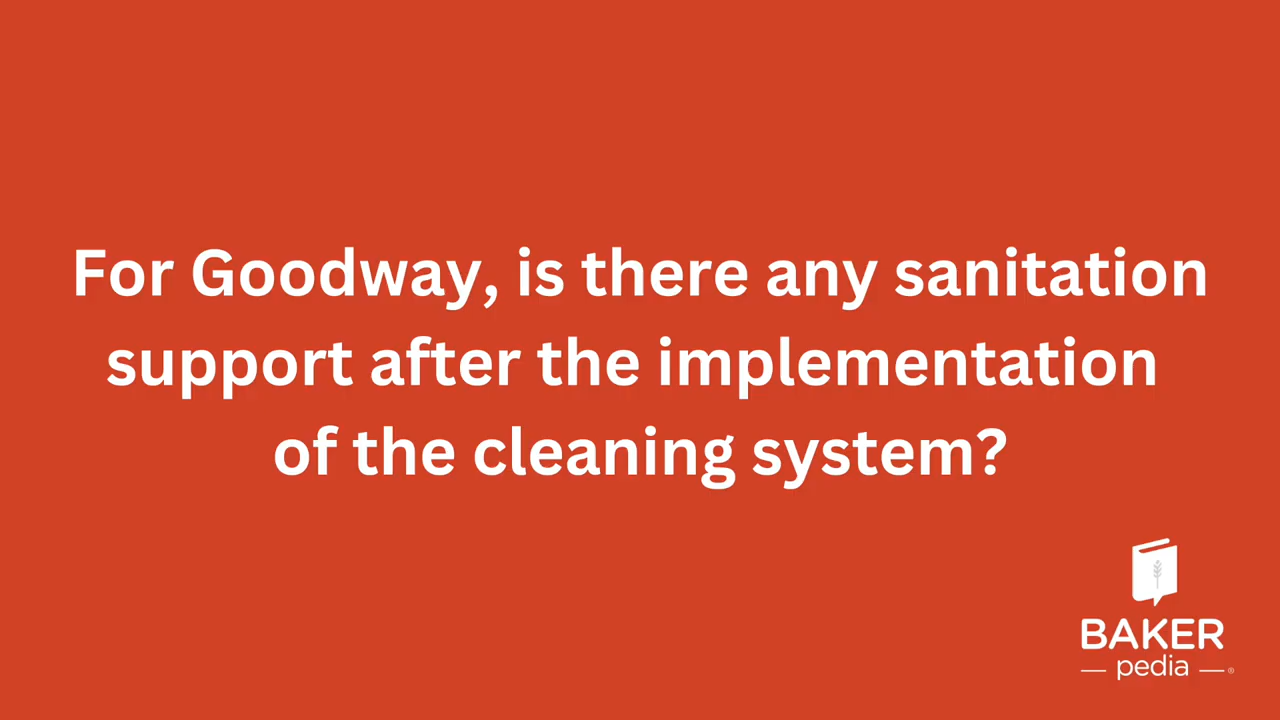 For Goodway, is there any sanitation
support after the implementation
of the cleaning system?
BAKER
pedia
®